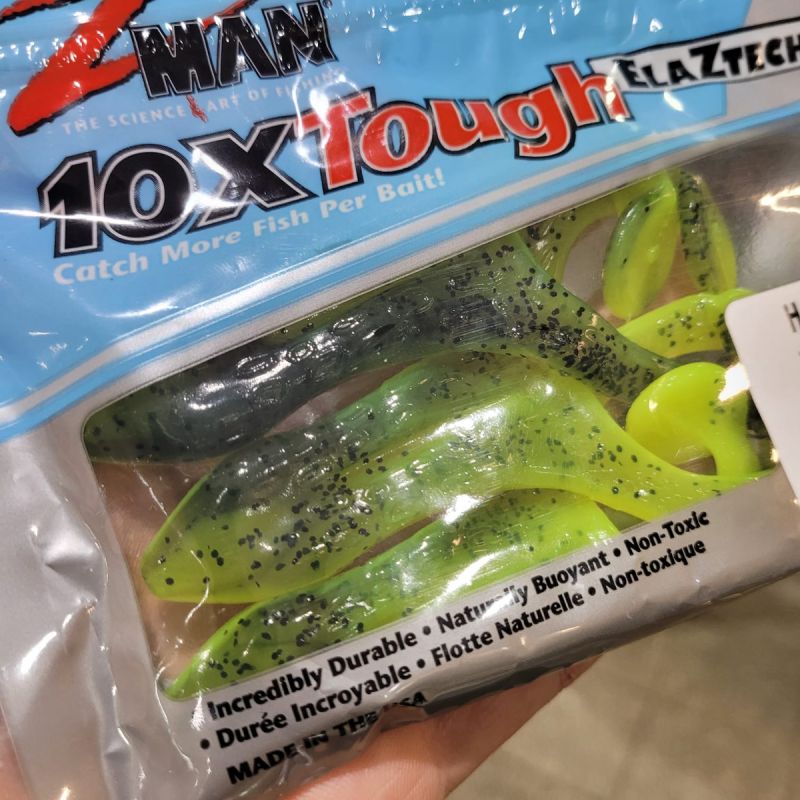 Z MAN
THE SCIENCE ART OF FISHING
ELAZTECH
10X Tough
Catch More Fish Per Bait!
H
Incredibly Durable • Naturally Buoyant • Non-Toxic
• Durée Incroyable • Flotte Naturelle • Non-toxique
MADE IN THE USA